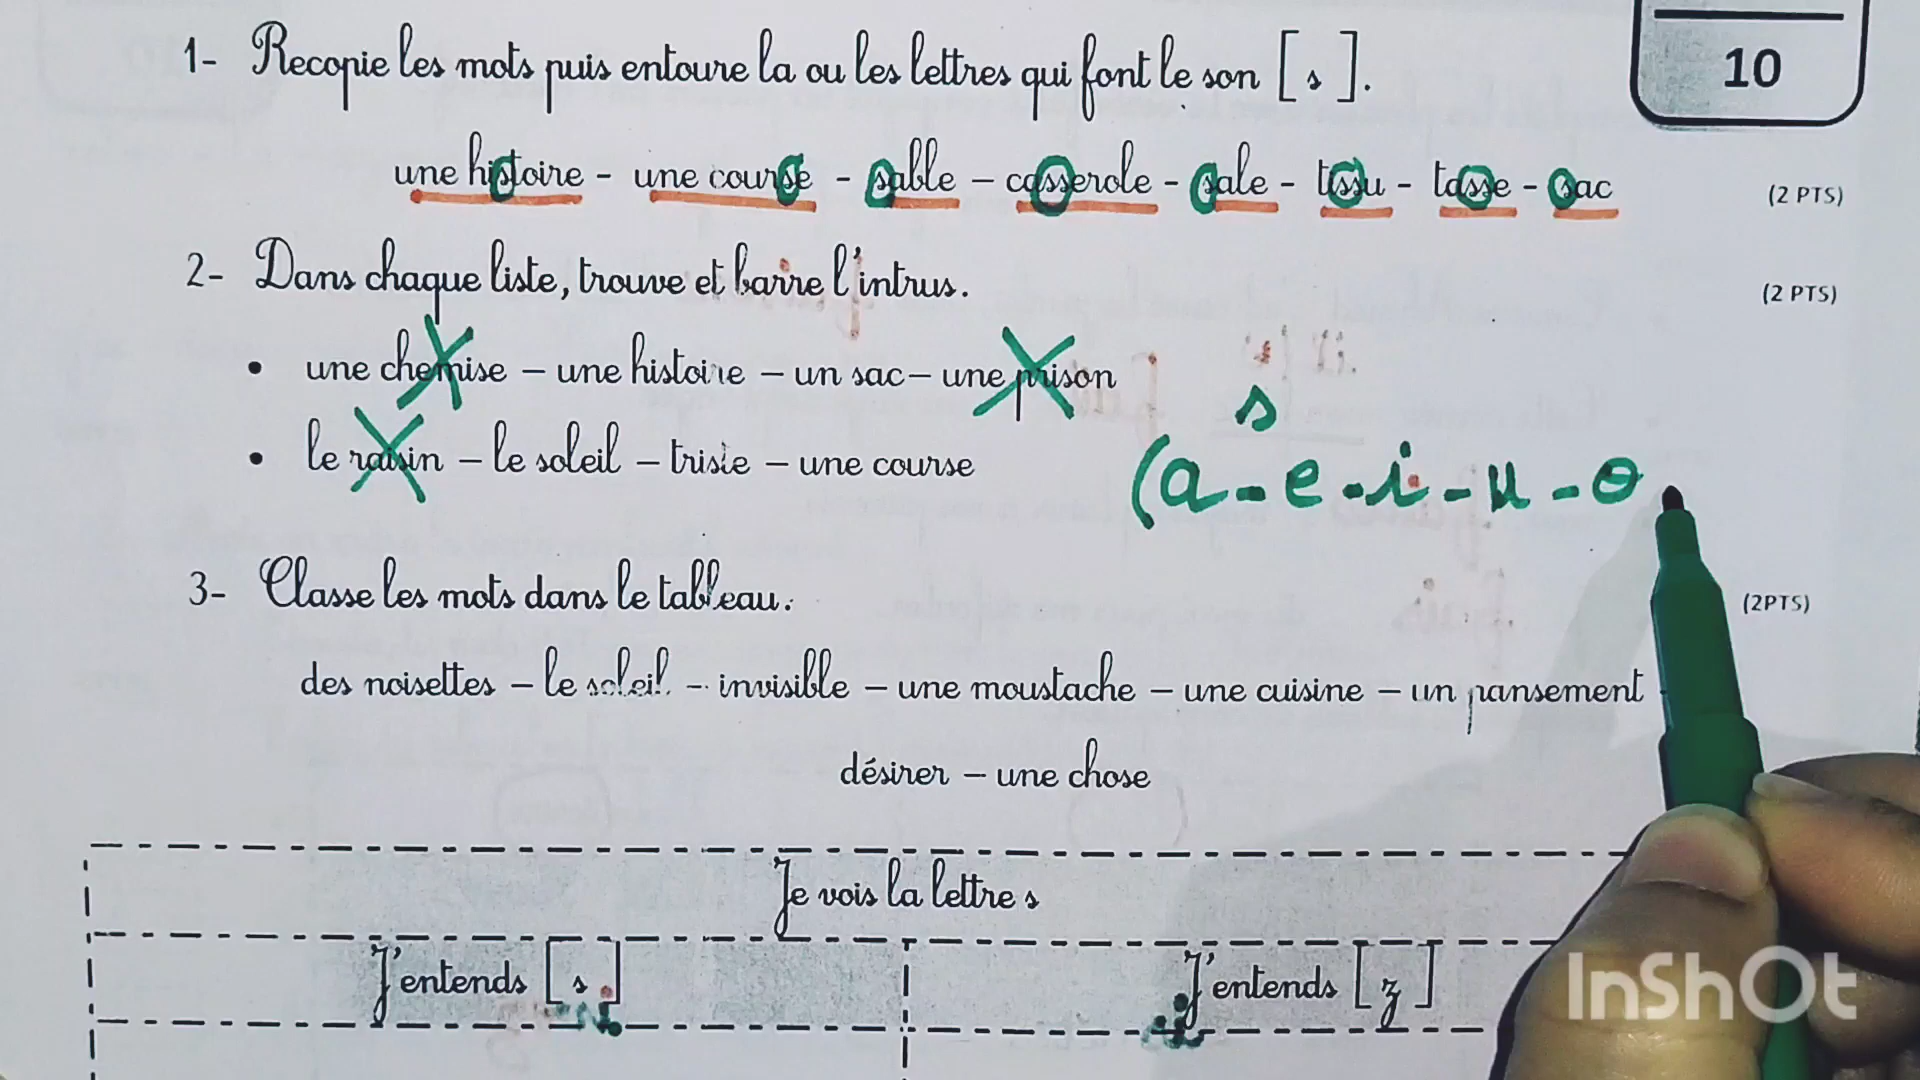 10
1- Recopie les mots puis entoure la ou les lettres qui font le son [s].
une histoire - une course - sable – casserole - sale - tissu - tasse - sac (2 PTS)
2- Dans chaque liste, trouve et barre l'intrus. (2 PTS)
• une chemise – une histoire – un sac – une prison
s
• le raisin – le soleil – triste – une course
(a - e - i - u - o
3- Classe les mots dans le tableau. (2PTS)
des noisettes – le soleil – invisible – une moustache – une cuisine – un pansement
désirer – une chose
Je vois la lettre s
J'entends [s] J'entends [z]
InShOt